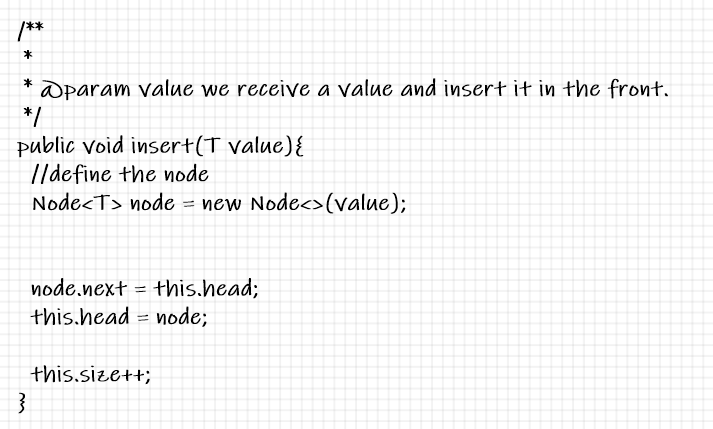 /**
*
* @param value we receive a value and insert it in the front.
*/
public void insert(T value){
//define the node
Node<T> node = new Node<>(value);
node.next = this.head;
this.head = node;
this.size++;
}